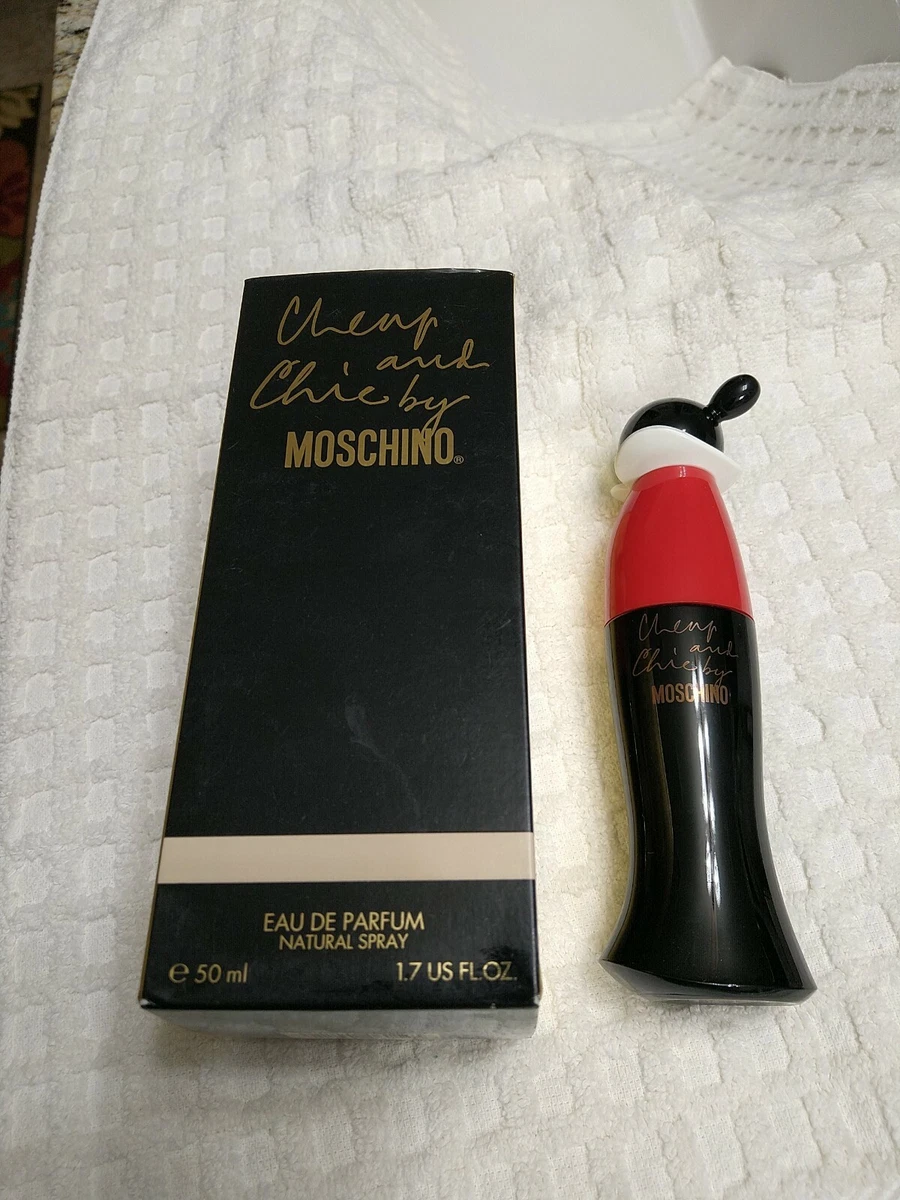 Cheap
and
Chic by
MOSCHINO®
EAU DE PARFUM
NATURAL SPRAY
e 50 ml 1.7 US FL.OZ.
Cheap
and
Chic by
MOSCHINO